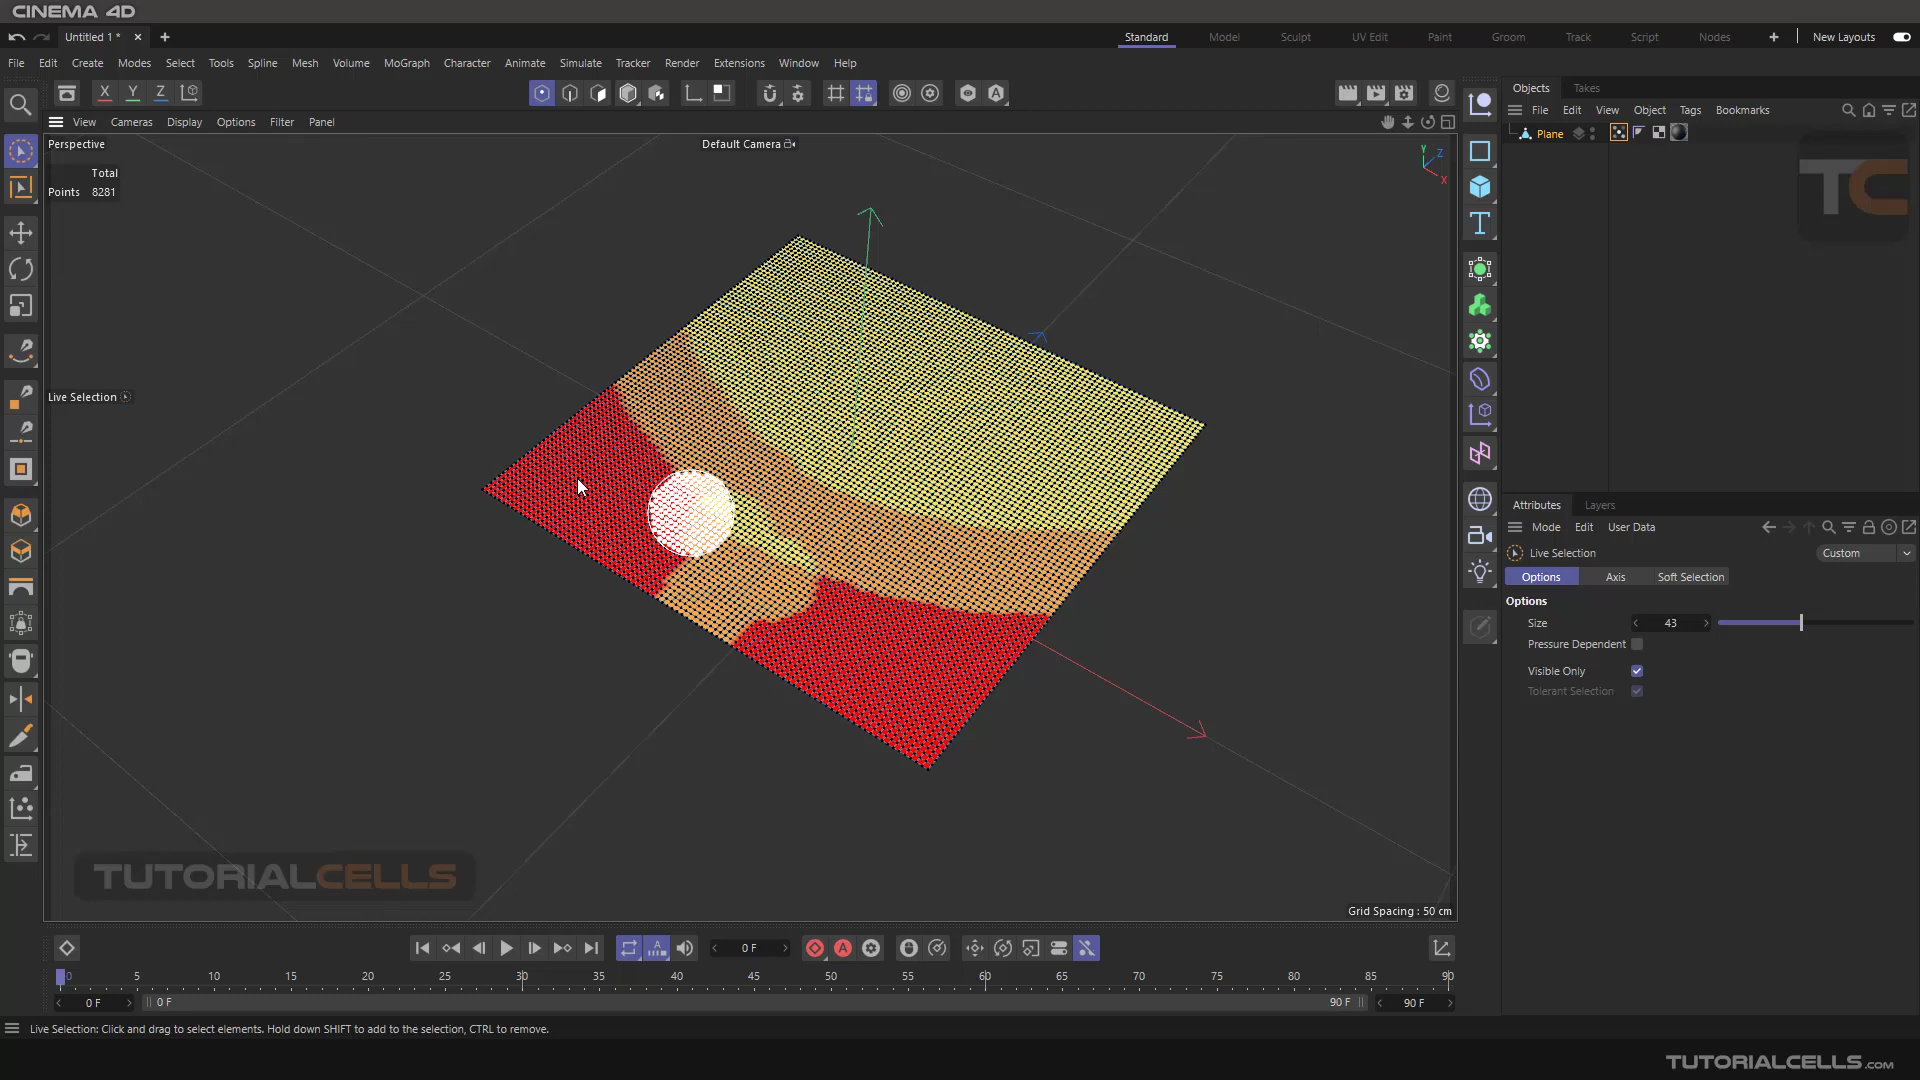 CINEMA 4D
Untitled 1 *
Standard
Model
Sculpt
UV Edit
Paint
Groom
Track
Script
Nodes
New Layouts
File Edit Create Modes Select Tools Spline Mesh Volume MoGraph Character Animate Simulate Tracker Render Extensions Window Help
X Y Z
Objects Takes
View Cameras Display Options Filter Panel
File Edit View Object Tags Bookmarks
Plane
Perspective
Default Camera
Y Z X
Total
Points 8281
TC
Live Selection
Attributes Layers
Mode Edit User Data
Live Selection
Custom
Options Axis Soft Selection
Options
Size 43
Pressure Dependent
Visible Only
Tolerant Selection
TUTORIALCELLS
Grid Spacing : 50 cm
0 F
0 5 10 15 20 25 30 35 40 45 50 55 60 65 70 75 80 85 90
0 F 0 F 90 F 90 F
Live Selection: Click and drag to select elements. Hold down SHIFT to add to the selection, CTRL to remove.
TUTORIALCELLS.com